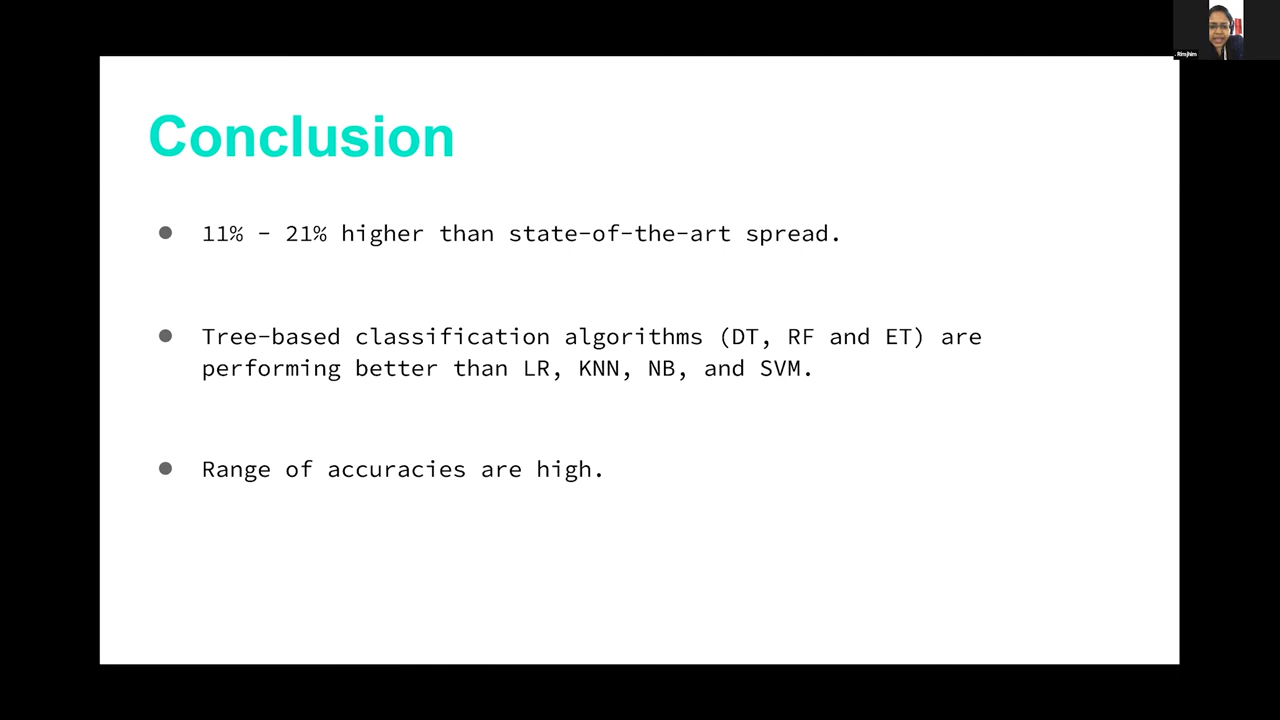 Rimjhim
Conclusion
● 11% - 21% higher than state-of-the-art spread.
● Tree-based classification algorithms (DT, RF and ET) are
performing better than LR, KNN, NB, and SVM.
● Range of accuracies are high.